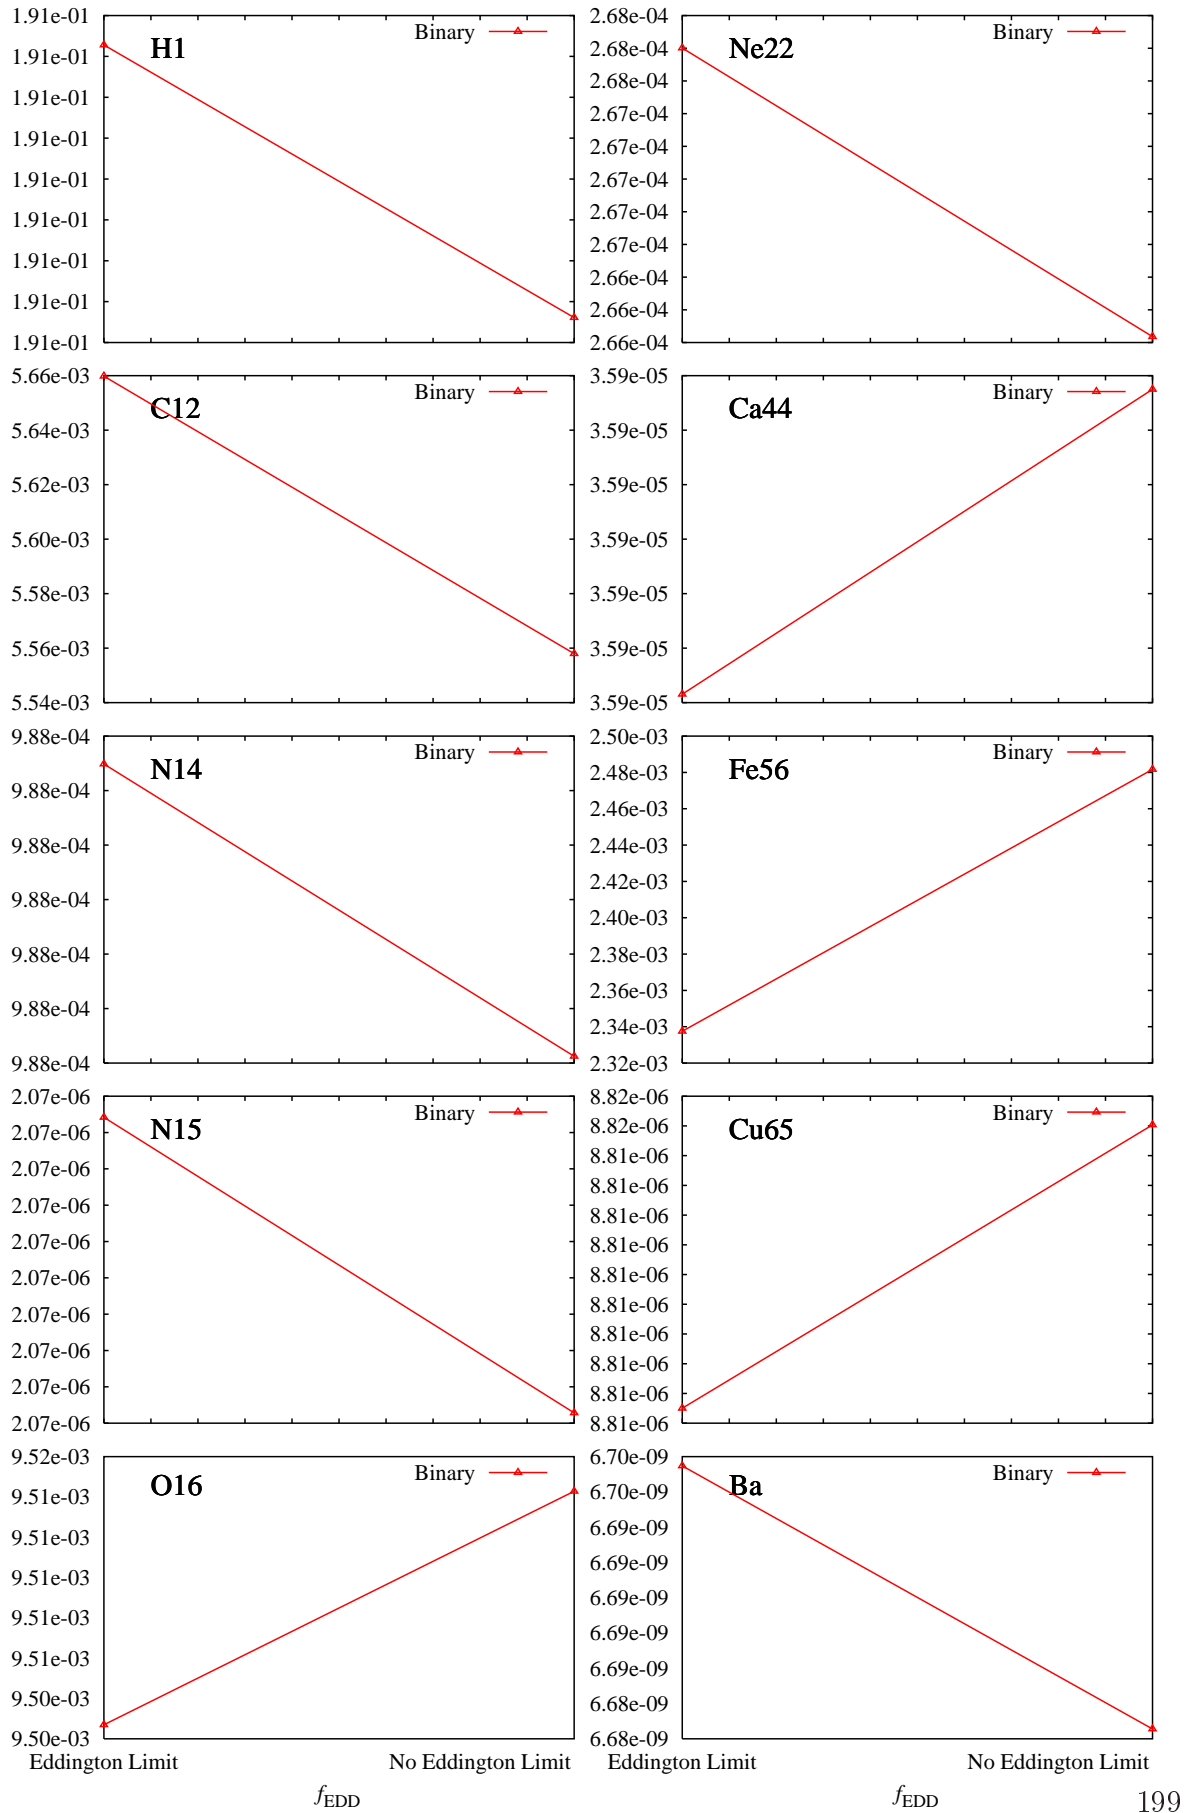 1.91e-01
1.91e-01
1.91e-01
1.91e-01
1.91e-01
1.91e-01
1.91e-01
1.91e-01
1.91e-01
Binary
H1
2.68e-04
2.68e-04
2.68e-04
2.67e-04
2.67e-04
2.67e-04
2.67e-04
2.67e-04
2.66e-04
2.66e-04
2.66e-04
Binary
Ne22
5.66e-03
5.64e-03
5.62e-03
5.60e-03
5.58e-03
5.56e-03
5.54e-03
Binary
C12
3.59e-05
3.59e-05
3.59e-05
3.59e-05
3.59e-05
3.59e-05
3.59e-05
Binary
Ca44
9.88e-04
9.88e-04
9.88e-04
9.88e-04
9.88e-04
9.88e-04
9.88e-04
Binary
N14
2.50e-03
2.48e-03
2.46e-03
2.44e-03
2.42e-03
2.40e-03
2.38e-03
2.36e-03
2.34e-03
2.32e-03
Binary
Fe56
2.07e-06
2.07e-06
2.07e-06
2.07e-06
2.07e-06
2.07e-06
2.07e-06
2.07e-06
2.07e-06
2.07e-06
Binary
N15
8.82e-06
8.82e-06
8.81e-06
8.81e-06
8.81e-06
8.81e-06
8.81e-06
8.81e-06
8.81e-06
8.81e-06
8.81e-06
8.81e-06
Binary
Cu65
9.52e-03
9.51e-03
9.51e-03
9.51e-03
9.51e-03
9.51e-03
9.50e-03
9.50e-03
Binary
O16
Eddington Limit No Eddington Limit
fEDD
6.70e-09
6.70e-09
6.69e-09
6.69e-09
6.69e-09
6.69e-09
6.69e-09
6.68e-09
6.68e-09
Binary
Ba
Eddington Limit No Eddington Limit
fEDD
199